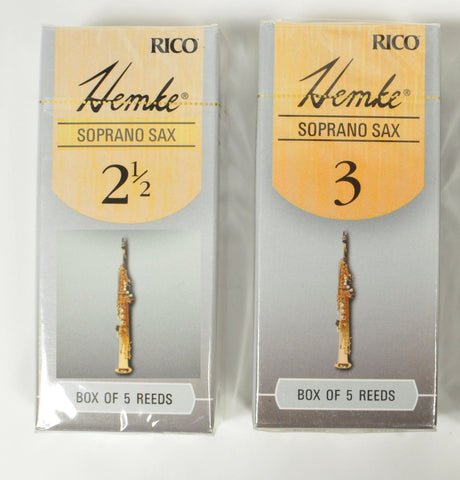 RICO
Hemke®
SOPRANO SAX
2½
BOX OF 5 REEDS
RICO
Hemke®
SOPRANO SAX
3
BOX OF 5 REEDS